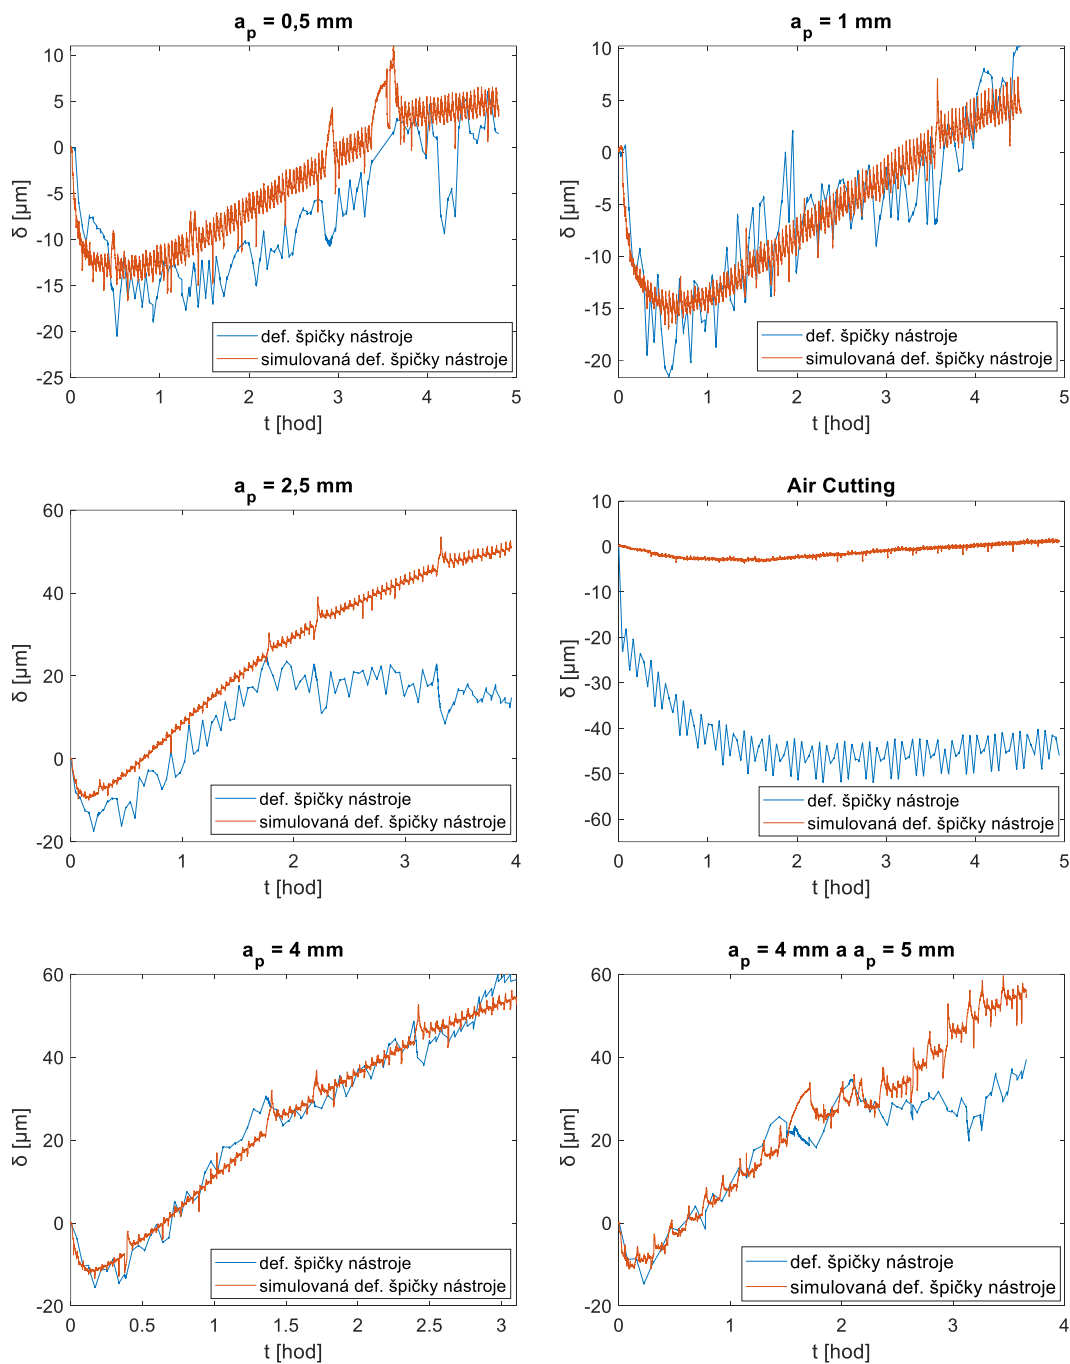 a_p = 0,5 mm
10
5
0
-5
-10
-15
-20
-25
δ [μm]
def. špičky nástroje
simulovaná def. špičky nástroje
0 1 2 3 4 5
t [hod]
a_p = 1 mm
10
5
0
-5
-10
-15
-20
δ [μm]
def. špičky nástroje
simulovaná def. špičky nástroje
0 1 2 3 4 5
t [hod]
a_p = 2,5 mm
60
40
20
0
-20
δ [μm]
def. špičky nástroje
simulovaná def. špičky nástroje
0 1 2 3 4
t [hod]
Air Cutting
10
0
-10
-20
-30
-40
-50
-60
δ [μm]
def. špičky nástroje
simulovaná def. špičky nástroje
0 1 2 3 4 5
t [hod]
a_p = 4 mm
60
40
20
0
-20
δ [μm]
def. špičky nástroje
simulovaná def. špičky nástroje
0 0.5 1 1.5 2 2.5 3
t [hod]
a_p = 4 mm a a_p = 5 mm
60
40
20
0
-20
δ [μm]
def. špičky nástroje
simulovaná def. špičky nástroje
0 1 2 3 4
t [hod]